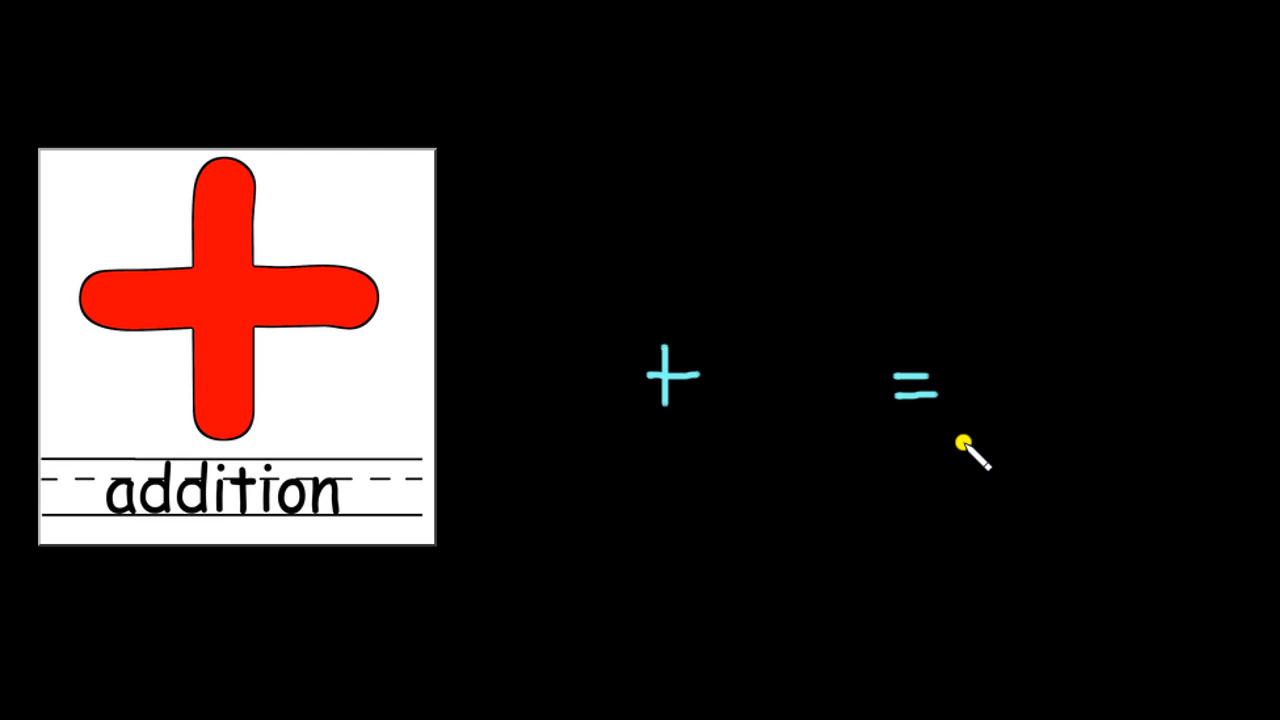 addition
+ =